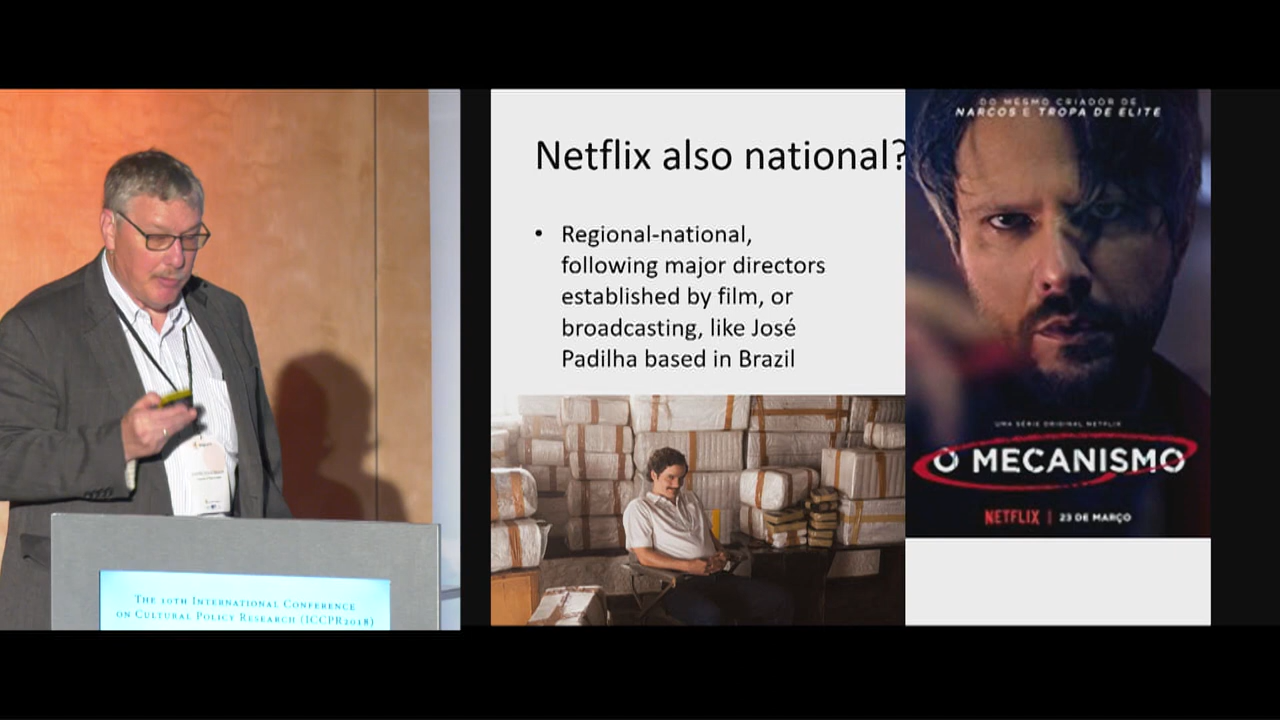 Netflix also national?
• Regional-national,
following major directors
established by film, or
broadcasting, like José
Padilha based in Brazil
DO MESMO CRIADOR DE
NARCOS E TROPA DE ELITE
UMA SÉRIE ORIGINAL NETFLIX
O MECANISMO
NETFLIX | 23 DE MARÇO
The 10th International Conference
on Cultural Policy Research (ICCPR2018)